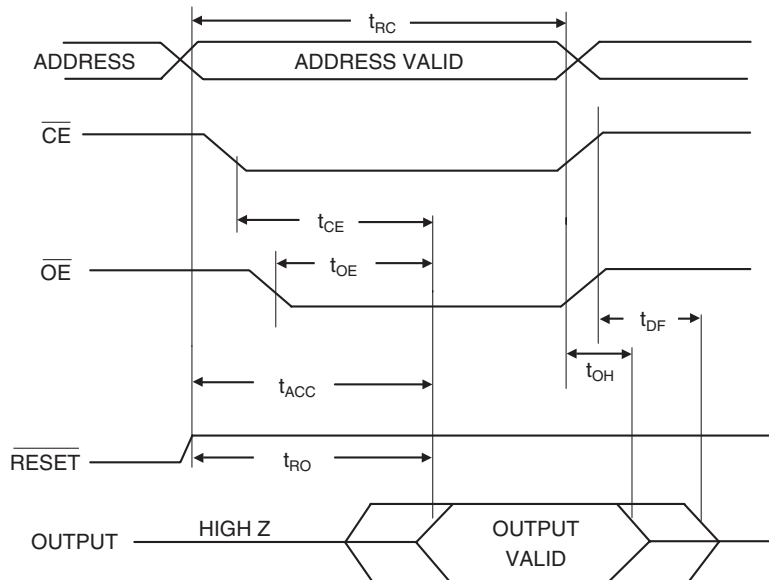 tRC
ADDRESS ADDRESS VALID
CE
tCE
tOE
OE
tDF
tOH
tACC
RESET
tRO
HIGH Z OUTPUT
OUTPUT VALID